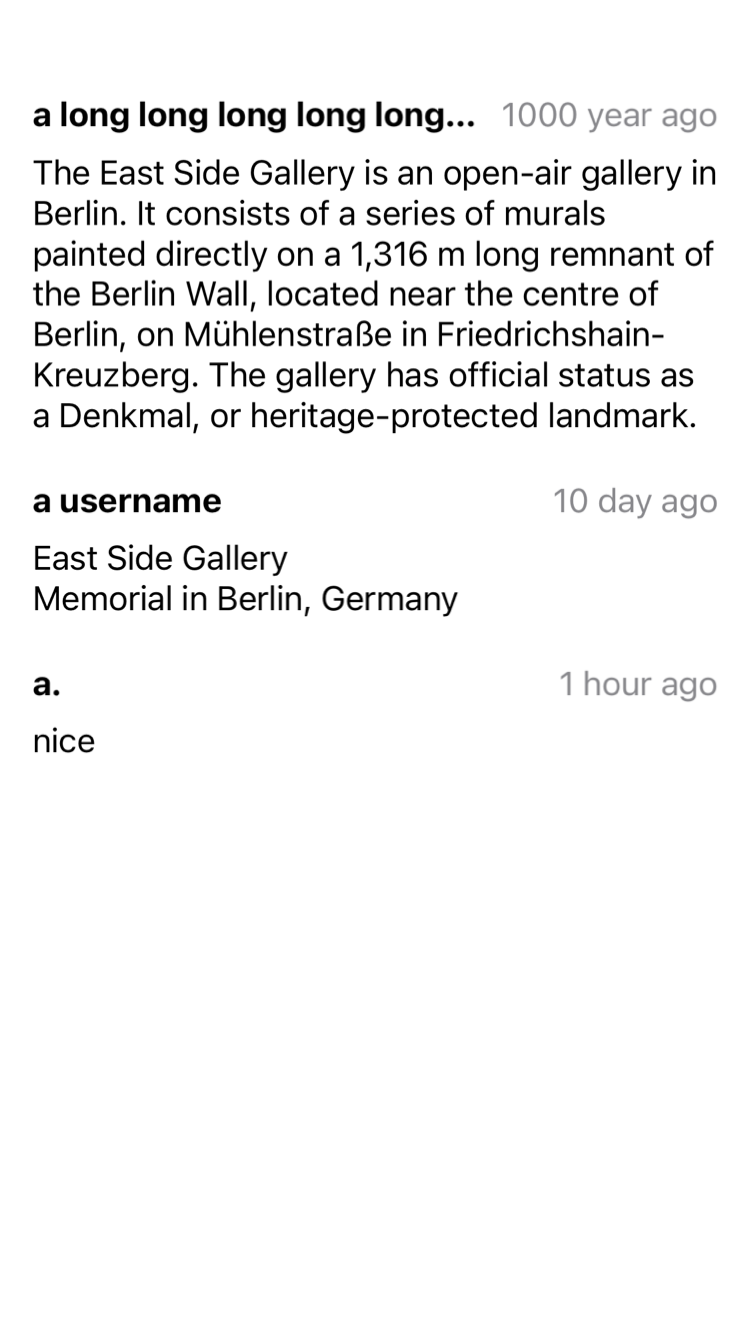 a long long long long long... 1000 year ago
The East Side Gallery is an open-air gallery in
Berlin. It consists of a series of murals
painted directly on a 1,316 m long remnant of
the Berlin Wall, located near the centre of
Berlin, on Mühlenstraße in Friedrichshain-
Kreuzberg. The gallery has official status as
a Denkmal, or heritage-protected landmark.
a username 10 day ago
East Side Gallery
Memorial in Berlin, Germany
a. 1 hour ago
nice